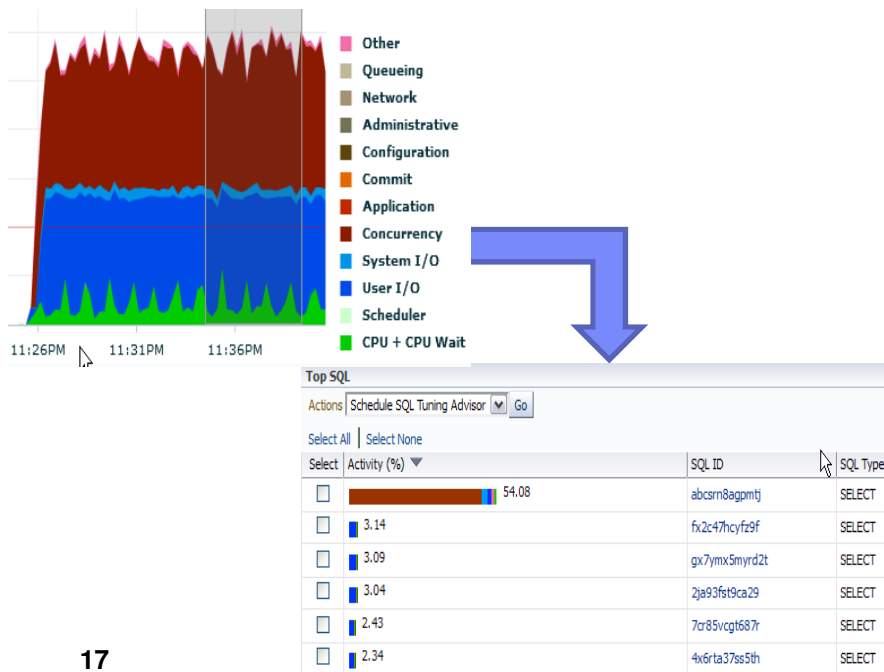 Other
Queueing
Network
Administrative
Configuration
Commit
Application
Concurrency
System I/O
User I/O
Scheduler
CPU + CPU Wait
11:26PM 11:31PM 11:36PM
Top SQL
Actions Schedule SQL Tuning Advisor Go
Select All | Select None
Select Activity (%) SQL ID SQL Type
54.08 abcsrn8agpmtj SELECT
3.14 fx2c47hcyfz9f SELECT
3.09 gx7ymx5myrd2t SELECT
3.04 2ja93fst9ca29 SELECT
2.43 7cr85vcgt687r SELECT
2.34 4x6rta37ss5th SELECT
17